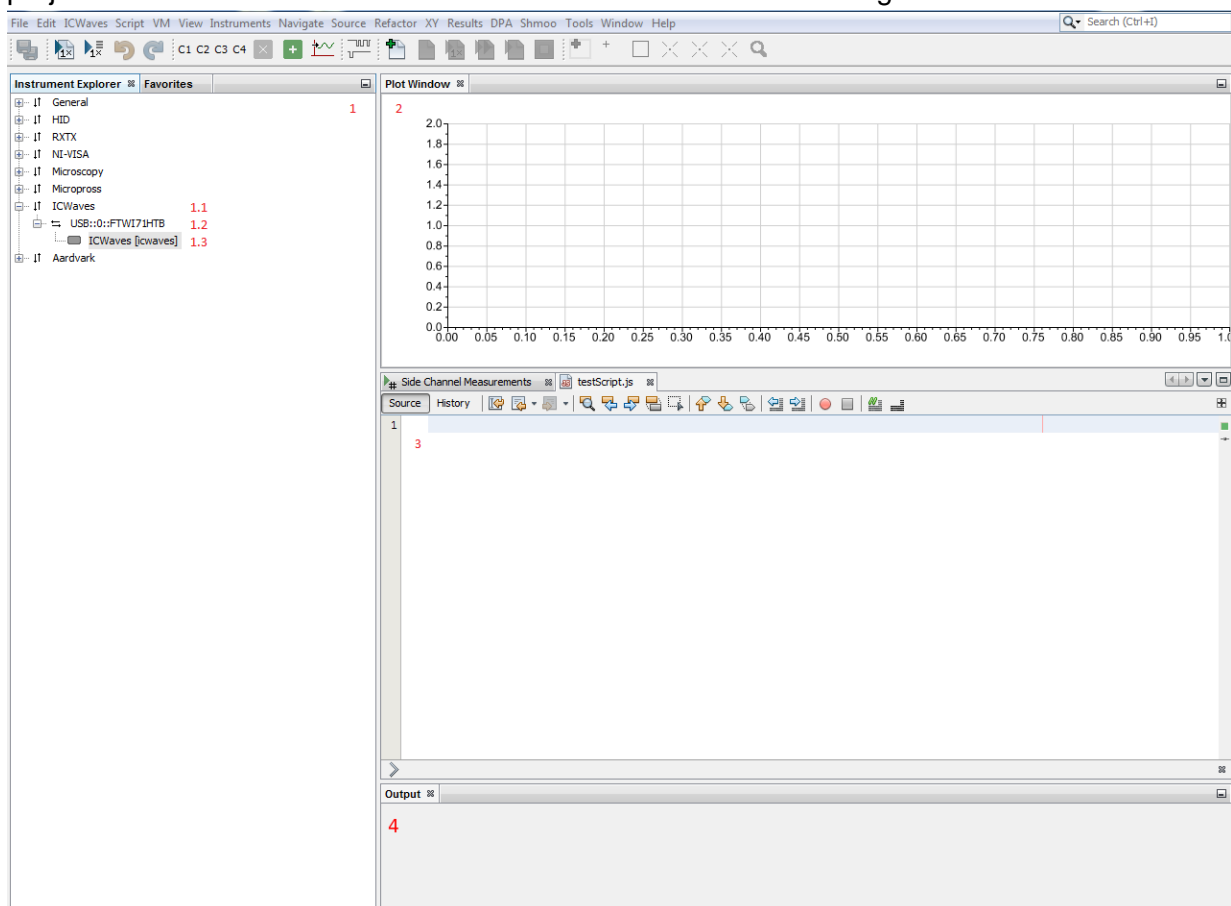 File Edit ICWaves Script VM View Instruments Navigate Source Refactor XY Results DPA Shmoo Tools Window Help Search (Ctrl+I)
1x 1x C1 C2 C3 C4
Instrument Explorer Favorites
General 1
HID
RXTX
NI-VISA
Microscopy
Micropross
ICWaves 1.1
USB::0::FTWI71HTB 1.2
ICWaves [icwaves] 1.3
Aardvark
Plot Window
2
2.0
1.8
1.6
1.4
1.2
1.0
0.8
0.6
0.4
0.2
0.0
0.00 0.05 0.10 0.15 0.20 0.25 0.30 0.35 0.40 0.45 0.50 0.55 0.60 0.65 0.70 0.75 0.80 0.85 0.90 0.95
Side Channel Measurements testScript.js
Source History
1
3
Output
4